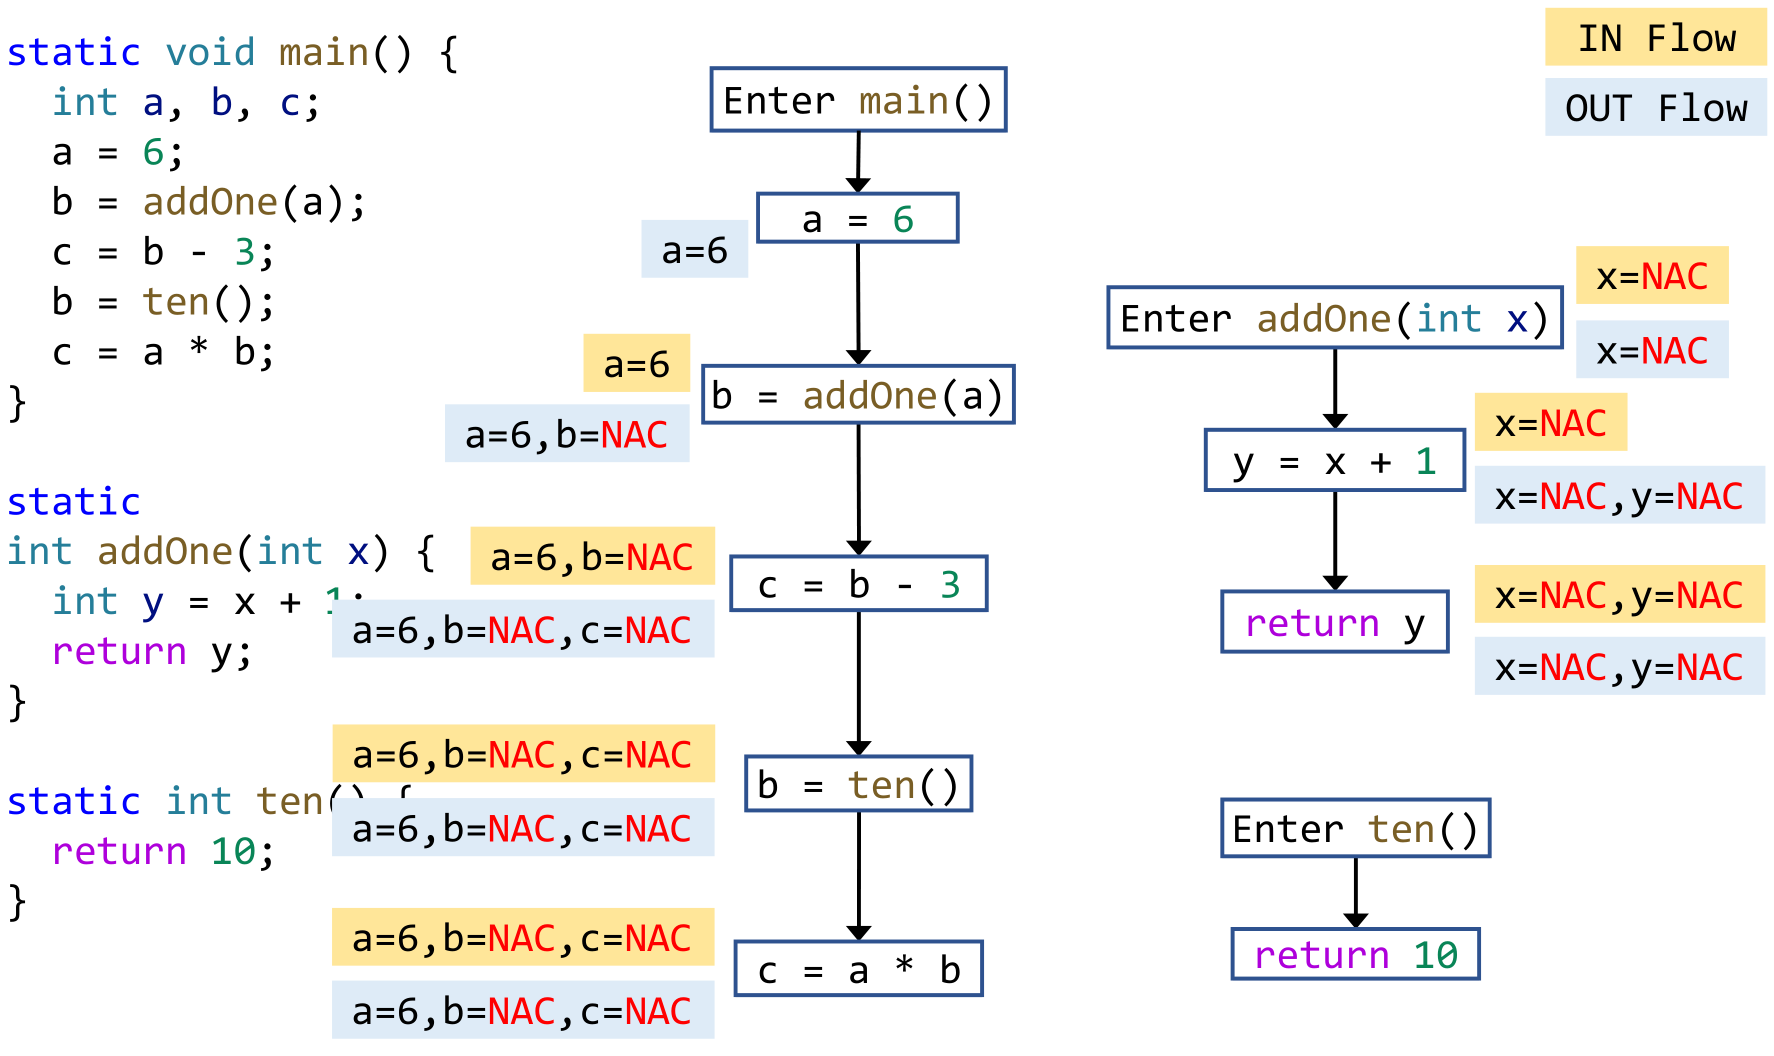 static void main() {
  int a, b, c;
  a = 6;
  b = addOne(a);
  c = b - 3;
  b = ten();
  c = a * b;
}
static
int addOne(int x) {
  int y = x + 1;
  return y;
}
static int ten() {
  return 10;
}
Enter main()
a = 6
a=6
a=6
b = addOne(a)
a=6,b=NAC
a=6,b=NAC
c = b - 3
a=6,b=NAC,c=NAC
a=6,b=NAC,c=NAC
b = ten()
a=6,b=NAC,c=NAC
a=6,b=NAC,c=NAC
c = a * b
a=6,b=NAC,c=NAC
IN Flow
OUT Flow
x=NAC
Enter addOne(int x)
x=NAC
x=NAC
y = x + 1
x=NAC,y=NAC
x=NAC,y=NAC
return y
x=NAC,y=NAC
Enter ten()
return 10